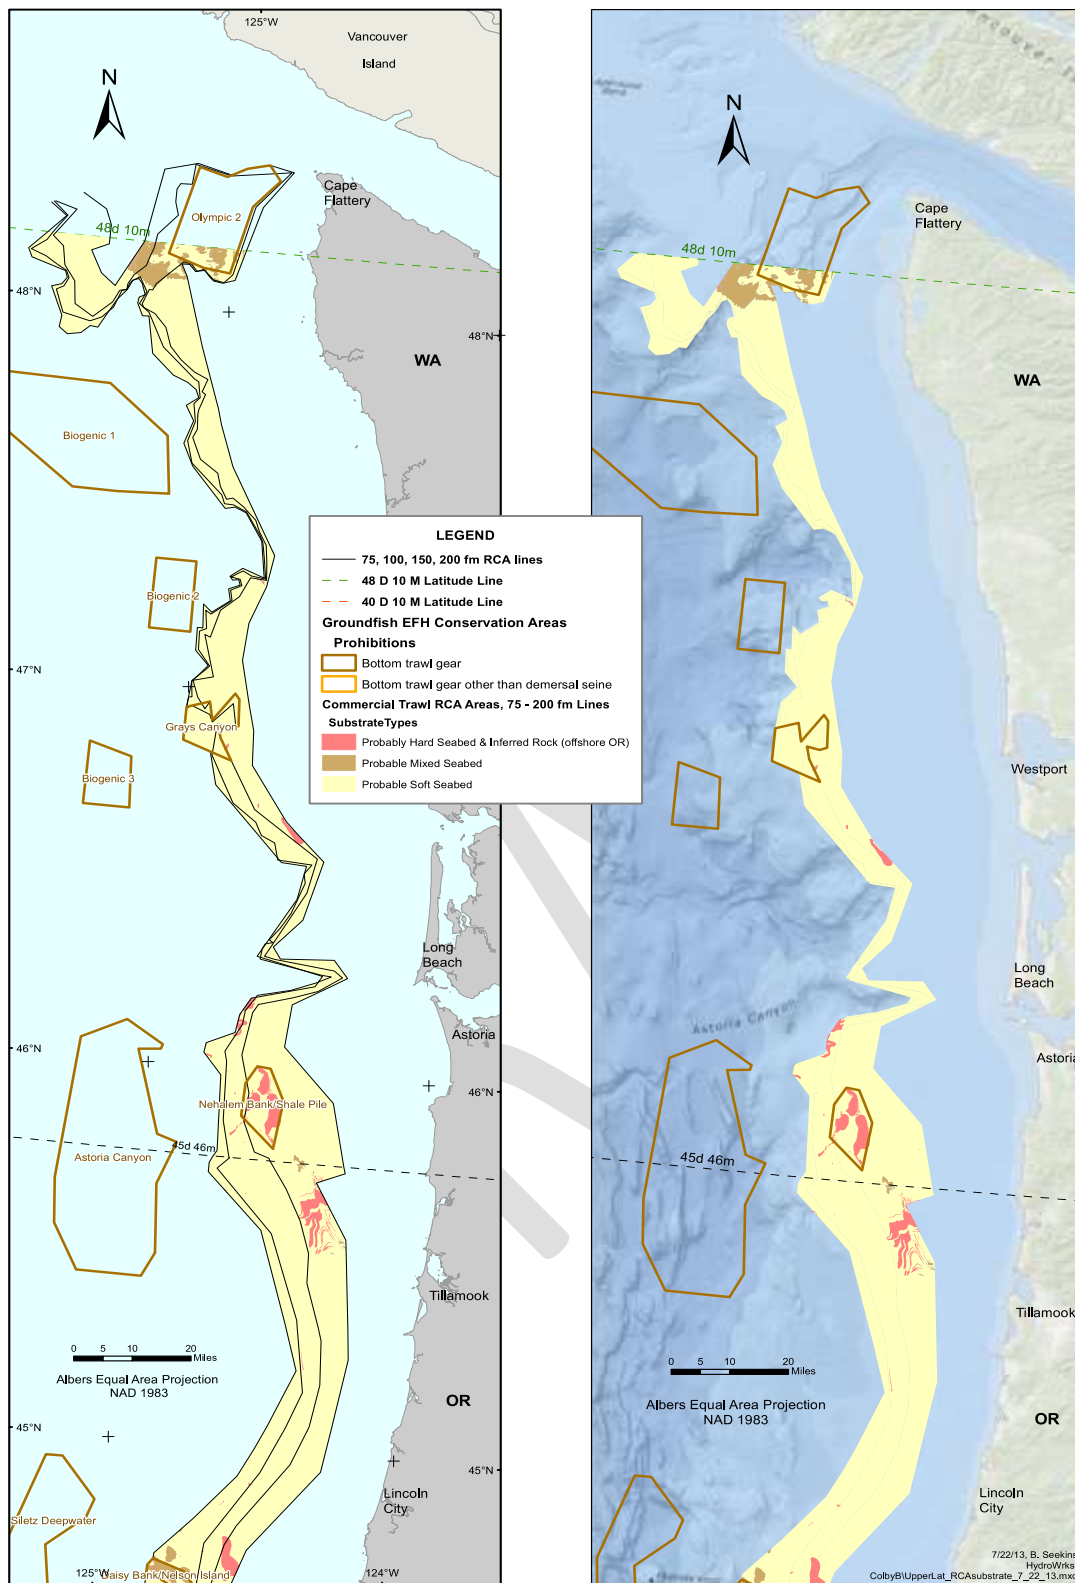 125°W
Vancouver
Island
N
Cape
Flattery
Olympic 2
48d 10m
48°N
48°N
WA
Biogenic 1
Biogenic 2
47°N
Grays Canyon
Biogenic 3
Long
Beach
Astoria
46°N
46°N
Nehalem Bank/Shale Pile
45d 46m
Astoria Canyon
Tillamook
0 5 10 20
Miles
Albers Equal Area Projection
NAD 1983
OR
45°N
45°N
Lincoln
City
Siletz Deepwater
Daisy Bank/Nelson Island
125°W
124°W
LEGEND
75, 100, 150, 200 fm RCA lines
48 D 10 M Latitude Line
40 D 10 M Latitude Line
Groundfish EFH Conservation Areas
Prohibitions
Bottom trawl gear
Bottom trawl gear other than demersal seine
Commercial Trawl RCA Areas, 75 - 200 fm Lines
SubstrateTypes
Probably Hard Seabed & Inferred Rock (offshore OR)
Probable Mixed Seabed
Probable Soft Seabed
N
Cape
Flattery
48d 10m
WA
Westport
Long
Beach
Astoria Canyon
Astoria
45d 46m
Tillamook
0 5 10 20
Miles
Albers Equal Area Projection
NAD 1983
OR
Lincoln
City
7/22/13, B. Seekins
HydroWrks
ColbyB\UpperLat_RCAsubstrate_7_22_13.mxd